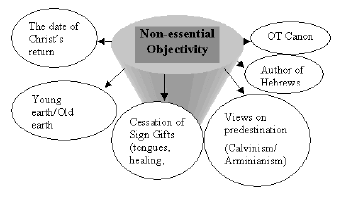 Non-essential
Objectivity
The date of
Christ's
return
OT Canon
Author of
Hebrews
Young
earth/Old
earth
Cessation of
Sign Gifts
(tongues,
healing,
Views on
predestination
(Calvinism/
Arminianism)